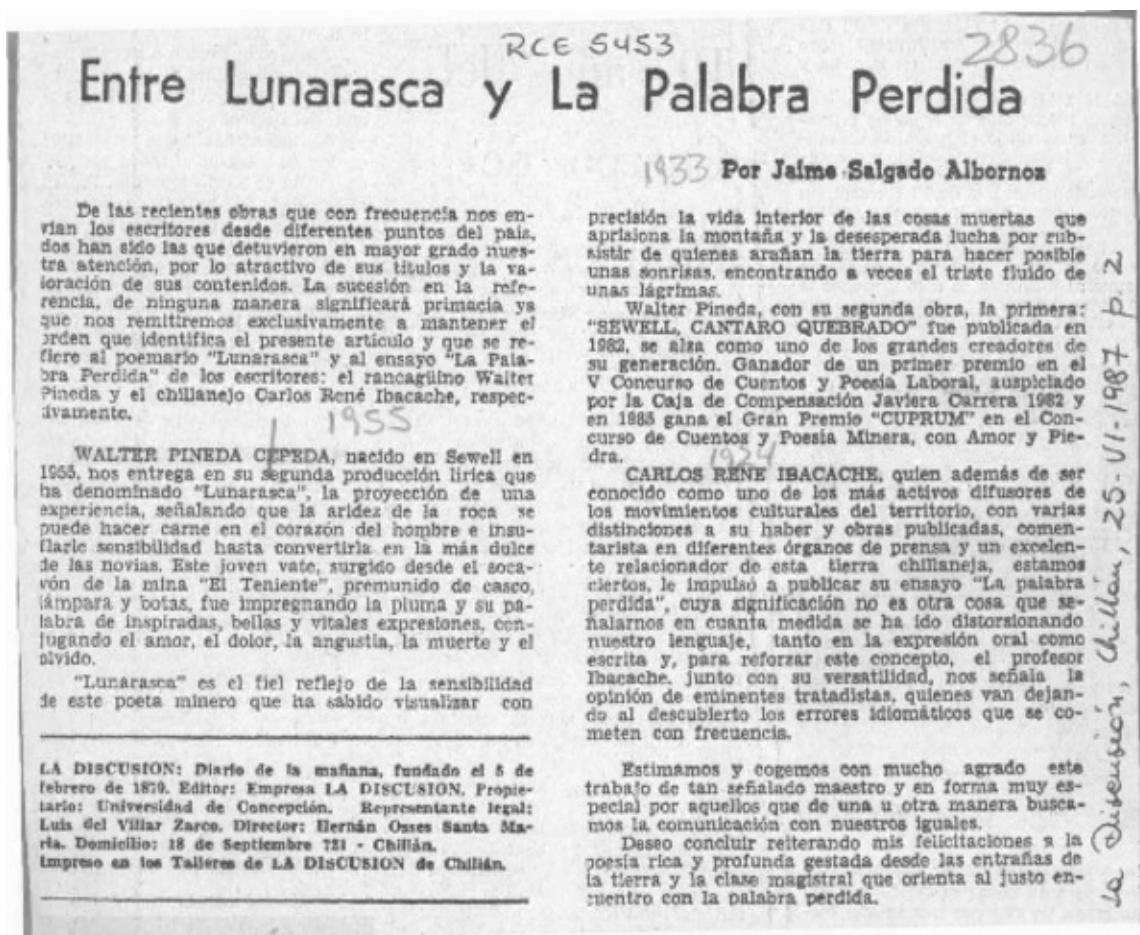 RCE 5453
2836
Entre Lunarasca y La Palabra Perdida
1933 Por Jaime Salgado Albornoz
De las recientes obras que con frecuencia nos en-
vían los escritores desde diferentes puntos del país,
dos han sido las que detuvieron en mayor grado nues-
tra atención, por lo atractivo de sus títulos y la va-
loración de sus contenidos. La sucesión en la refe-
rencia, de ninguna manera significará primacía ya
que nos remitiremos exclusivamente a mantener el
orden que identifica el presente artículo y que se re-
fiere al poemario "Lunarasca" y al ensayo "La Pala-
bra Perdida" de los escritores: el rancagüino Walter
Pineda y el chillanejo Carlos René Ibacache, respec-
tivamente.
1955
WALTER PINEDA CEPEDA, nacido en Sewell en
1955, nos entrega en su segunda producción lírica que
ha denominado "Lunarasca", la proyección de una
experiencia, señalando que la aridez de la roca se
puede hacer carne en el corazón del hombre e insu-
flarle sensibilidad hasta convertirla en la más dulce
de las novias. Este joven vate, surgido desde el soca-
vón de la mina "El Teniente", premunido de casco,
lámpara y botas, fue impregnando la pluma y su pa-
labra de inspiradas, bellas y vitales expresiones, con-
jugando el amor, el dolor, la angustia, la muerte y el
olvido.
"Lunarasca" es el fiel reflejo de la sensibilidad
de este poeta minero que ha sabido visualizar con
precisión la vida interior de las cosas muertas que
aprisiona la montaña y la desesperada lucha por sub-
sistir de quienes arañan la tierra para hacer posible
unas sonrisas, encontrando a veces el triste fluido de
unas lágrimas.
Walter Pineda, con su segunda obra, la primera:
"SEWELL, CANTARO QUEBRADO" fue publicada en
1982, se alza como uno de los grandes creadores de
su generación. Ganador de un primer premio en el
V Concurso de Cuentos y Poesía Laboral, auspiciado
por la Caja de Compensación Javiera Carrera 1982 y
en 1985 gana el Gran Premio "CUPRUM" en el Con-
curso de Cuentos y Poesía Minera, con Amor y Pie-
dra.
1924
CARLOS RENE IBACACHE, quien además de ser
conocido como uno de los más activos difusores de
los movimientos culturales del territorio, con varias
distinciones a su haber y obras publicadas, comen-
tarista en diferentes órganos de prensa y un excelen-
te relacionador de esta tierra chillaneja, estamos
ciertos, le impulsó a publicar su ensayo "La palabra
perdida", cuya significación no es otra cosa que se-
ñalarnos en cuanta medida se ha ido distorsionando
nuestro lenguaje, tanto en la expresión oral como
escrita y, para reforzar este concepto, el profesor
Ibacache, junto con su versatilidad, nos señala la
opinión de eminentes tratadistas, quienes van dejan-
do al descubierto los errores idiomáticos que se co-
meten con frecuencia.
Estimamos y cogemos con mucho agrado este
trabajo de tan señalado maestro y en forma muy es-
pecial por aquellos que de una u otra manera busca-
mos la comunicación con nuestros iguales.
Deseo concluir reiterando mis felicitaciones a la
poesía rica y profunda gestada desde las entrañas de
la tierra y la clase magistral que orienta al justo en-
cuentro con la palabra perdida.
LA DISCUSION: Diario de la mañana, fundado el 5 de
febrero de 1870. Editor: Empresa LA DISCUSION. Propie-
tario: Universidad de Concepción. Representante legal:
Luis del Villar Zarco. Director: Hernán Osses Santa Ma-
ría. Domicilio: 18 de Septiembre 721 - Chillán.
Impreso en los Talleres de LA DISCUSION de Chillán.
La Discusión, Chillán, 25-VI-1987 p. 2